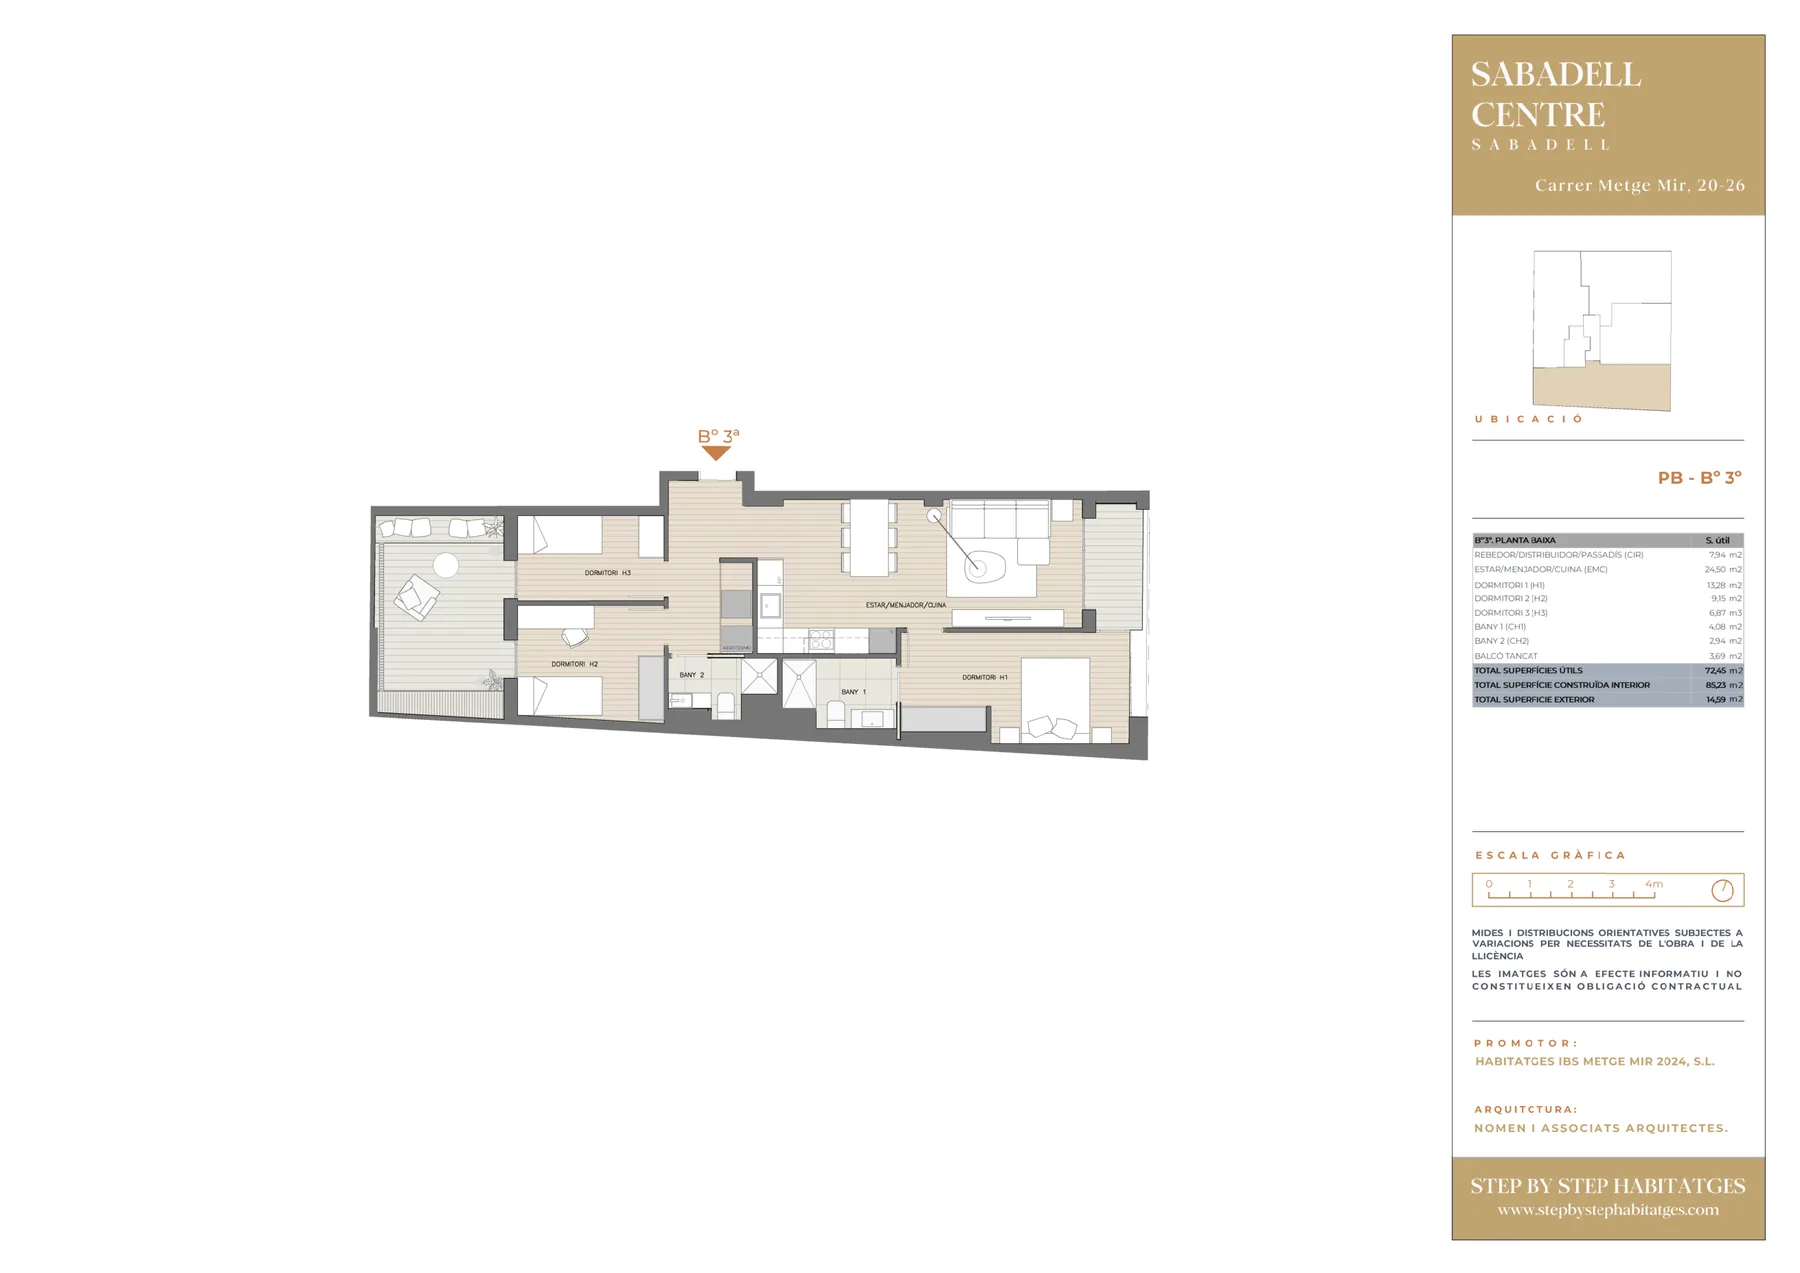 SABADELL
CENTRE
SABADELL
Carrer Metge Mir, 20-26
UBICACIÓ
PB - Bº 3º
Bº3ª. PLANTA BAIXA S. útil
REBEDOR/DISTRIBUIDOR/PASSADÍS (CIR) 7,94 m2
ESTAR/MENJADOR/CUINA (EMC) 24,50 m2
DORMITORI 1 (H1) 13,28 m2
DORMITORI 2 (H2) 9,15 m2
DORMITORI 3 (H3) 6,87 m3
BANY 1 (CH1) 4,08 m2
BANY 2 (CH2) 2,94 m2
BALCÓ TANCAT 3,69 m2
TOTAL SUPERFÍCIES ÚTILS 72,45 m2
TOTAL SUPERFÍCIE CONSTRUÏDA INTERIOR 85,23 m2
TOTAL SUPERFICIE EXTERIOR 14,59 m2
ESCALA GRÀFICA
0 1 2 3 4m
MIDES I DISTRIBUCIONS ORIENTATIVES SUBJECTES A
VARIACIONS PER NECESSITATS DE L'OBRA I DE LA
LLICÈNCIA
LES IMATGES SÓN A EFECTE INFORMATIU I NO
CONSTITUEIXEN OBLIGACIÓ CONTRACTUAL
PROMOTOR:
HABITATGES IBS METGE MIR 2024, S.L.
ARQUITCTURA:
NOMEN I ASSOCIATS ARQUITECTES.
STEP BY STEP HABITATGES
www.stepbystephabitatges.com
Bº 3ª
DORMITORI H3
ESTAR/MENJADOR/CUINA
AEROTERMO
DORMITORI H2
BANY 2
BANY 1
DORMITORI H1